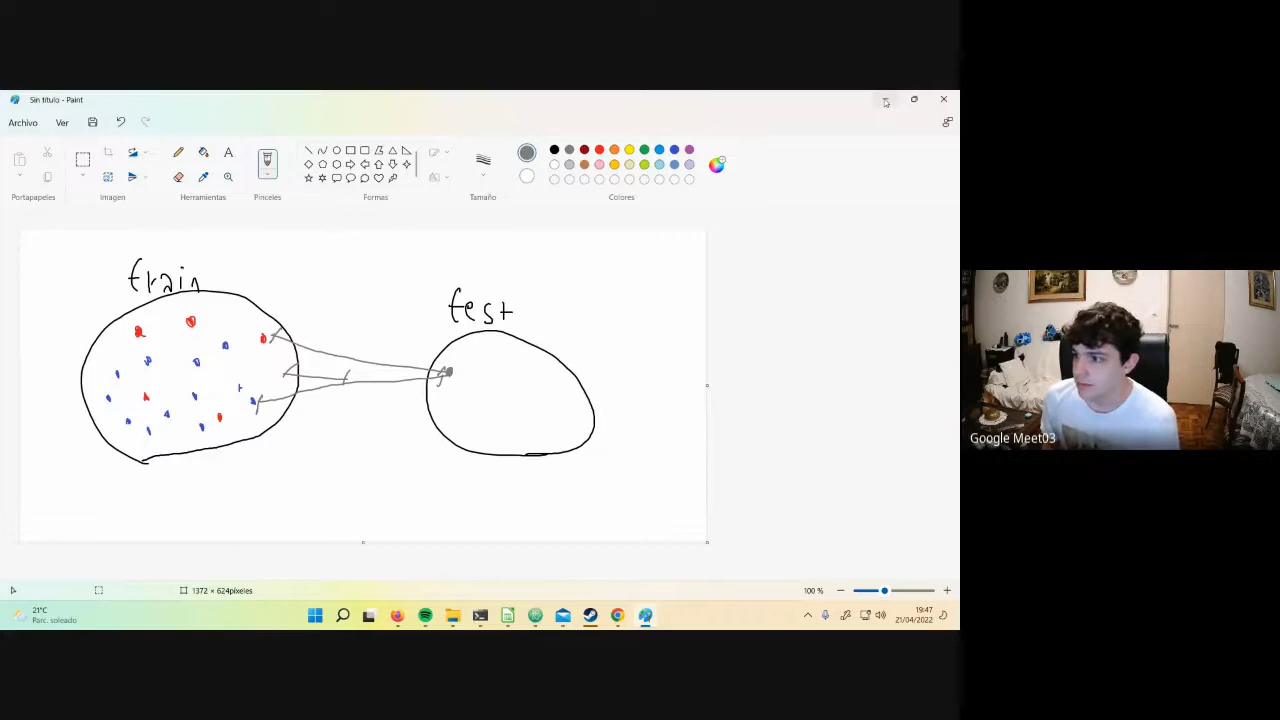 Sin título - Paint
Archivo Ver
Portapapeles Imagen Herramientas Pinceles Formas Tamaño Colores
train
test
Google Meet03
1372 × 624píxeles
100 %
21°C
Parc. soleado
19:47
21/04/2022